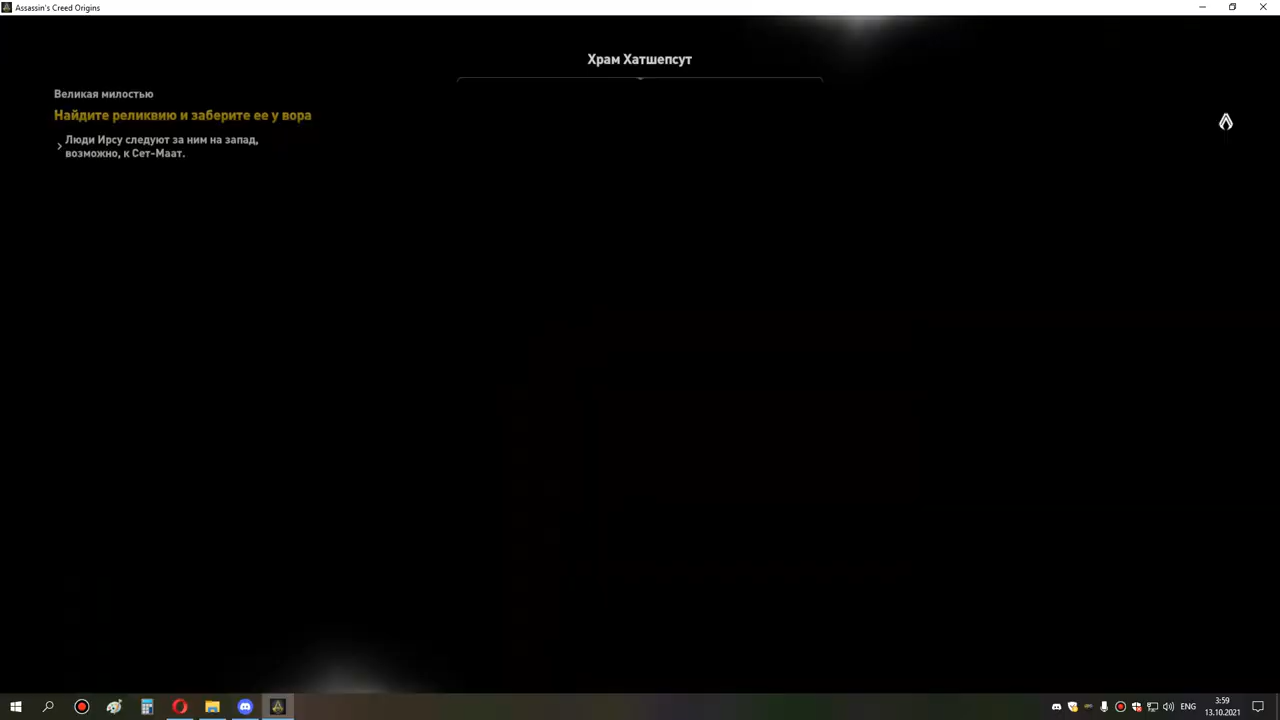 Assassin's Creed Origins
Храм Хатшепсут
Великая милостью
Найдите реликвию и заберите ее у вора
Люди Ирсу следуют за ним на запад,
возможно, к Сет-Маат.
ENG
3:59
13.10.2021